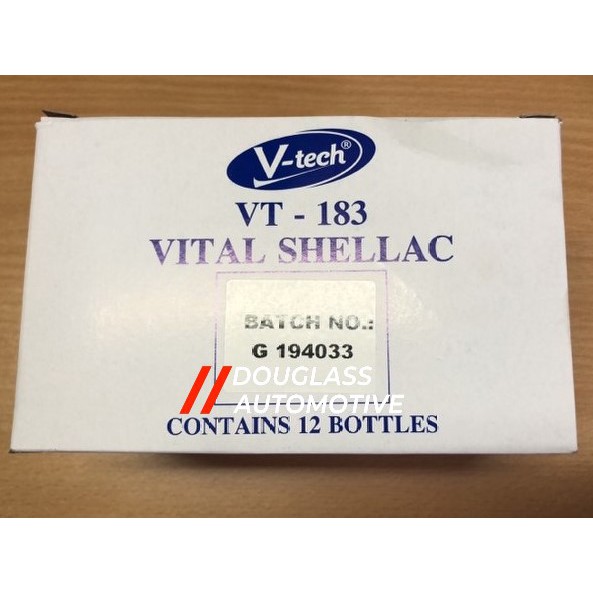 V-tech®
VT - 183
VITAL SHELLAC
BATCH NO.:
G 194033
DOUGLASS
AUTOMOTIVE
CONTAINS 12 BOTTLES